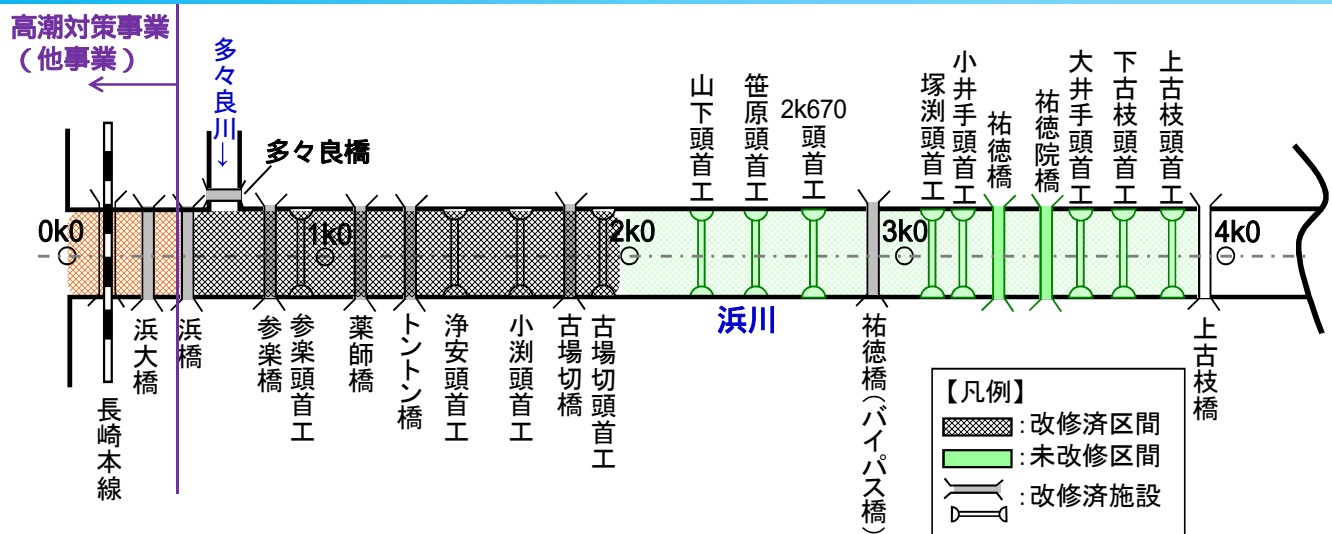 高潮対策事業
(他事業)
多々良川
↓
多々良橋
山下頭首工
笹原頭首工
2k670
頭首工
塚渕頭首工
小井手頭首工
祐徳橋
祐徳院橋
大井手頭首工
下古枝頭首工
上古枝頭首工
0k0
1k0
2k0
3k0
4k0
長崎本線
浜大橋
浜橋
参楽橋
参楽頭首工
薬師橋
トントン橋
浄安頭首工
小渕頭首工
古場切橋
古場切頭首工
浜川
祐徳橋(バイパス橋)
上古枝橋
【凡例】
:改修済区間
:未改修区間
:改修済施設